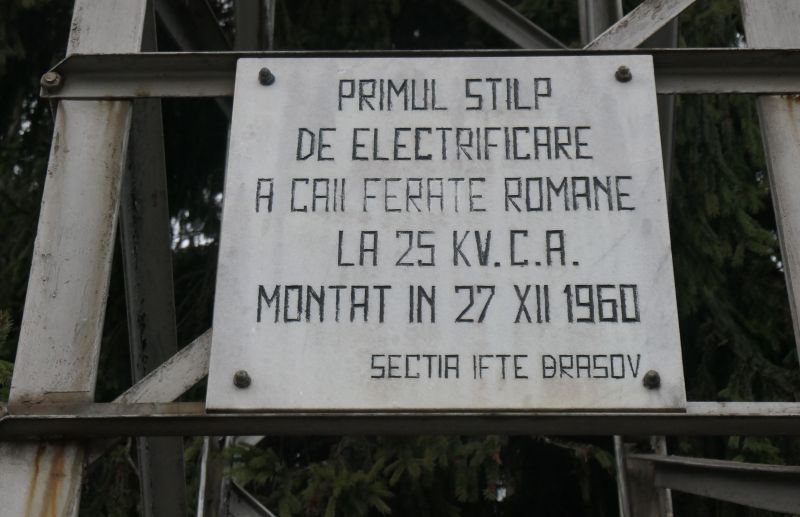 PRIMUL STILP
DE ELECTRIFICARE
A CAII FERATE ROMANE
LA 25 KV. C.A.
MONTAT IN 27 XII 1960
SECTIA IFTE BRASOV